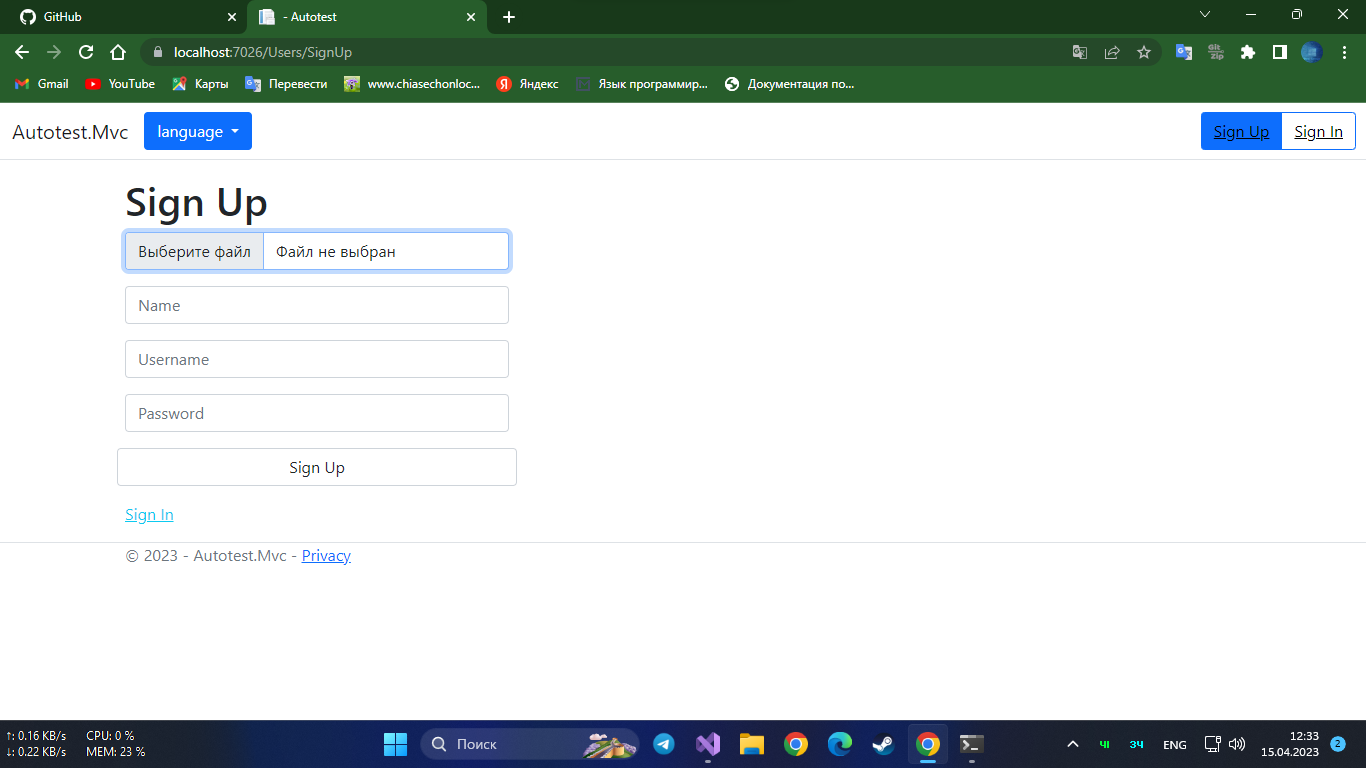 GitHub
- Autotest
localhost:7026/Users/SignUp
Gmail
YouTube
Карты
Перевести
www.chiasechonloc...
Яндекс
Язык программир...
Документация по...
Autotest.Mvc
language
Sign Up
Sign In
Sign Up
Выберите файл
Файл не выбран
Name
Username
Password
Sign Up
Sign In
© 2023 - Autotest.Mvc - Privacy
↑: 0.16 KB/s
CPU: 0 %
↓: 0.22 KB/s
MEM: 23 %
Поиск
ENG
12:33
15.04.2023
2